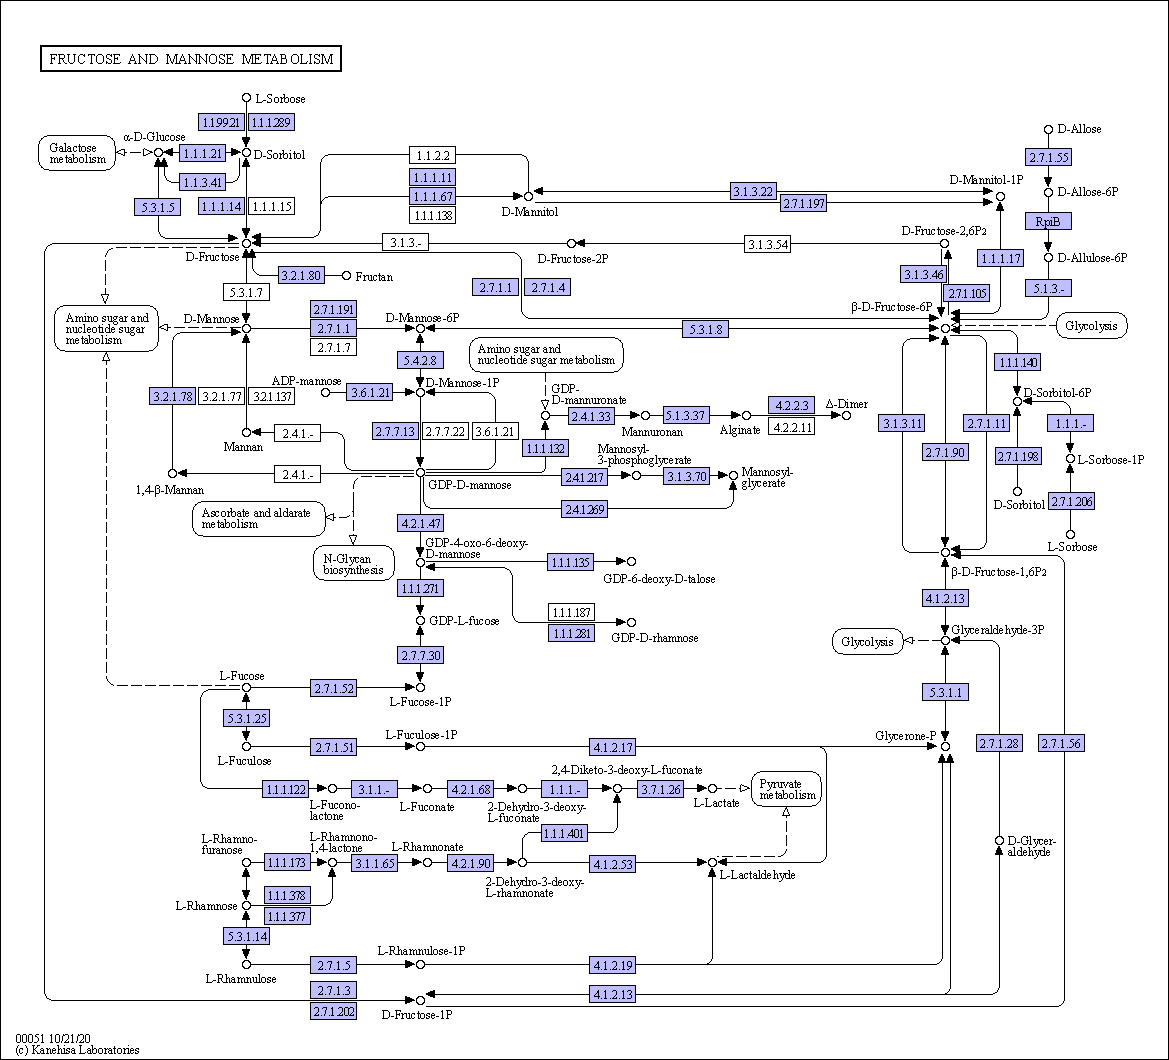 FRUCTOSE AND MANNOSE METABOLISM
L-Sorbose
1.1.99.21
1.1.1.289
α-D-Glucose
Galactose
metabolism
1.1.1.21
D-Sorbitol
1.1.3.41
5.3.1.5
1.1.1.14
1.1.1.15
1.1.2.2
1.1.1.11
1.1.1.67
1.1.1.138
D-Mannitol
3.1.3.22
2.7.1.197
D-Mannitol-1P
D-Allose
2.7.1.55
D-Allose-6P
RpiB
D-Allulose-6P
5.1.3.-
D-Fructose
3.1.3.-
D-Fructose-2P
3.1.3.54
D-Fructose-2,6P2
1.1.1.17
3.1.3.46
2.7.1.105
β-D-Fructose-6P
3.2.1.80
Fructan
5.3.1.7
2.7.1.1
2.7.1.4
Amino sugar and
nucleotide sugar
metabolism
D-Mannose
2.7.1.191
2.7.1.1
2.7.1.7
D-Mannose-6P
5.3.1.8
Glycolysis
5.4.2.8
Amino sugar and
nucleotide sugar metabolism
1.1.1.140
ADP-mannose
3.6.1.21
D-Mannose-1P
GDP-
D-mannuronate
D-Sorbitol-6P
3.2.1.78
3.2.1.77
3.2.1.137
2.4.1.33
Mannuronan
5.1.3.37
Alginate
4.2.2.3
4.2.2.11
Δ-Dimer
3.1.3.11
2.7.1.11
1.1.1.-
Mannan
2.4.1.-
2.7.7.13
2.7.7.22
3.6.1.21
1.1.1.132
Mannosyl-
3-phosphoglycerate
2.7.1.90
2.7.1.198
L-Sorbose-1P
1,4-β-Mannan
2.4.1.-
GDP-D-mannose
2.4.1.217
3.1.3.70
Mannosyl-
glycerate
D-Sorbitol
2.7.1.206
2.4.1.269
Ascorbate and aldarate
metabolism
4.2.1.47
L-Sorbose
N-Glycan
biosynthesis
GDP-4-oxo-6-deoxy-
D-mannose
1.1.1.135
GDP-6-deoxy-D-talose
β-D-Fructose-1,6P2
1.1.1.271
4.1.2.13
GDP-L-fucose
1.1.1.187
1.1.1.281
GDP-D-rhamnose
Glycolysis
Glyceraldehyde-3P
2.7.7.30
L-Fucose
2.7.1.52
L-Fucose-1P
5.3.1.1
5.3.1.25
L-Fuculose
2.7.1.51
L-Fuculose-1P
4.1.2.17
Glycerone-P
2.7.1.28
2.7.1.56
2,4-Diketo-3-deoxy-L-fuconate
1.1.1.122
L-Fucono-
lactone
3.1.1.-
L-Fuconate
4.2.1.68
2-Dehydro-3-deoxy-
L-fuconate
1.1.1.-
3.7.1.26
L-Lactate
Pyruvate
metabolism
1.1.1.401
L-Rhamno-
furanose
1.1.1.173
L-Rhamnono-
1,4-lactone
3.1.1.65
L-Rhamnonate
4.2.1.90
2-Dehydro-3-deoxy-
L-rhamnonate
4.1.2.53
L-Lactaldehyde
D-Glycer-
aldehyde
L-Rhamnose
1.1.1.378
1.1.1.377
5.3.1.14
L-Rhamnulose
2.7.1.5
L-Rhamnulose-1P
4.1.2.19
2.7.1.3
2.7.1.202
D-Fructose-1P
4.1.2.13
00051 10/21/20
(c) Kanehisa Laboratories